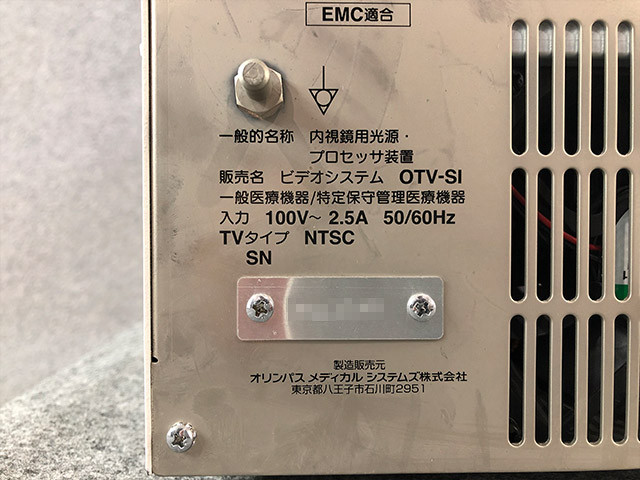 EMC適合
一般的名称 内視鏡用光源・
プロセッサ装置
販売名 ビデオシステム OTV-SI
一般医療機器/特定保守管理医療機器
入力 100V～ 2.5A 50/60Hz
TVタイプ NTSC
SN
製造販売元
オリンパス メディカル システムズ株式会社
東京都八王子市石川町2951
1